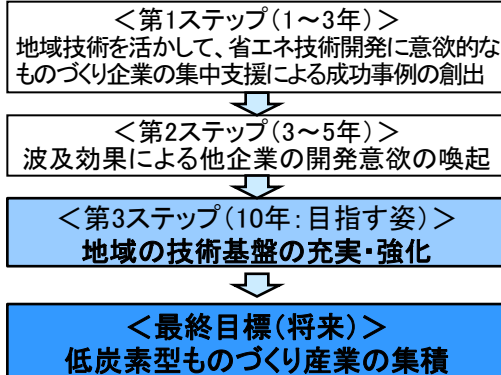 ＜第1ステップ（1～3年）＞
地域技術を活かして、省エネ技術開発に意欲的な
ものづくり企業の集中支援による成功事例の創出
＜第2ステップ（3～5年）＞
波及効果による他企業の開発意欲の喚起
＜第3ステップ（10年：目指す姿）＞
地域の技術基盤の充実・強化
＜最終目標（将来）＞
低炭素型ものづくり産業の集積